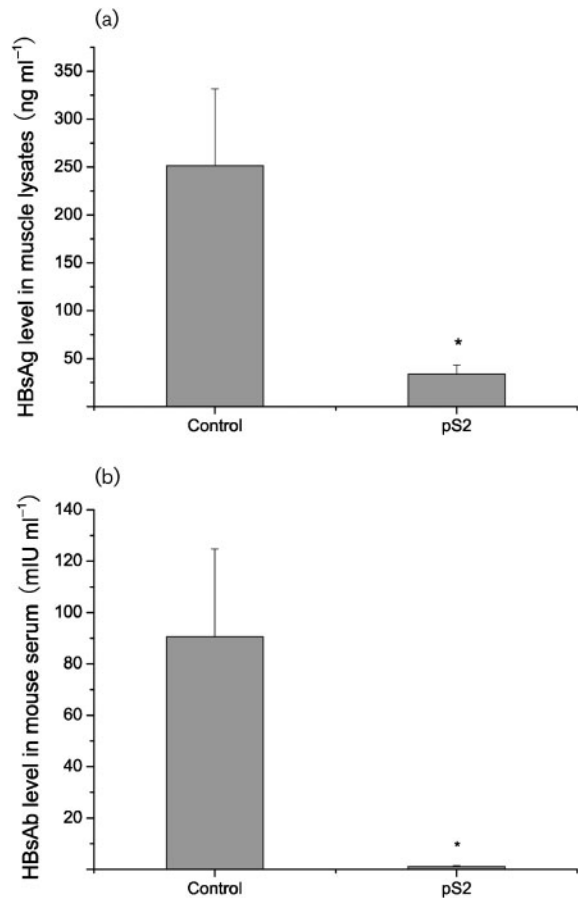 (a)
HBsAg level in muscle lysates (ng ml⁻¹)
350
300
250
200
150
100
50
*
Control pS2
(b)
HBsAb level in mouse serum (mIU ml⁻¹)
140
120
100
80
60
40
20
*
Control pS2